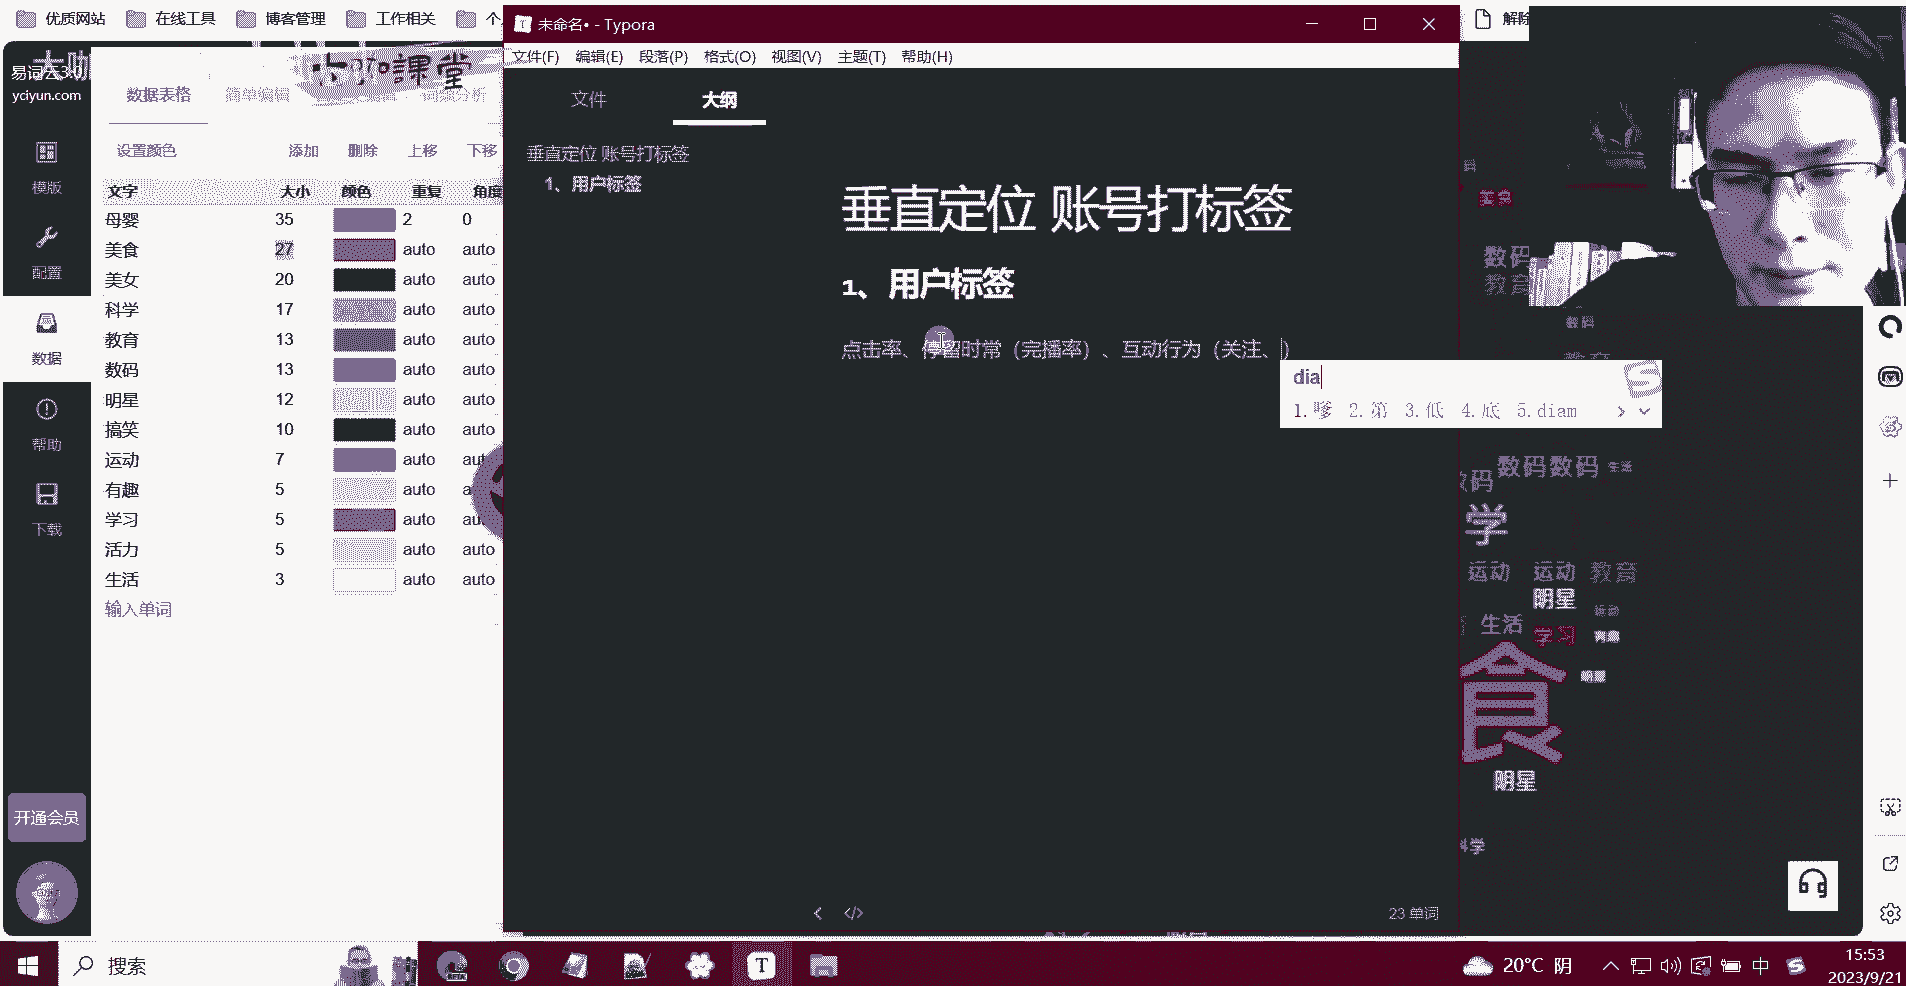 优质网站
在线工具
博客管理
工作相关
未命名• - Typora
解除
文件(F) 编辑(E) 段落(P) 格式(O) 视图(V) 主题(T) 帮助(H)
易词云3.0
yciyun.com
课堂
数据表格
简单编辑
词频分析
文件
大纲
设置颜色
添加
删除
上移
下移
模版
配置
数据
帮助
下载
开通会员
文字 大小 颜色 重复 角度
母婴 35 2 0
美食 27 auto auto
美女 20 auto auto
科学 17 auto auto
教育 13 auto auto
数码 13 auto auto
明星 12 auto auto
搞笑 10 auto auto
运动 7 auto
有趣 5 auto
学习 5 auto
活力 5 auto auto
生活 3 auto auto
输入单词
垂直定位 账号打标签
1、用户标签
垂直定位 账号打标签
1、用户标签
点击率、停留时常（完播率）、互动行为（关注、）
dia
1.嗲 2.第 3.低 4.底 5.diam
23 单词
美食
数码
教育
数码
教育
数码数码 生活
数码
学
运动 运动 教育
明星
运动
生活 学习
食
明星
科学
搜索
20°C 阴
中
15:53
2023/9/21